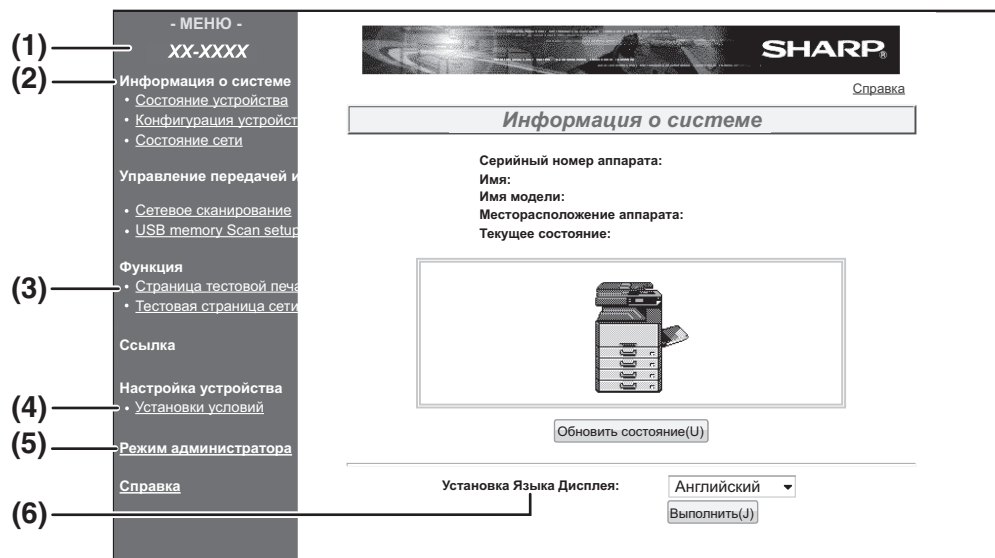 - МЕНЮ -
(1)
XX-XXXX
(2)
Информация о системе
• Состояние устройства
• Конфигурация устройст
• Состояние сети
Управление передачей и
• Сетевое сканирование
• USB memory Scan setup
Функция
(3)
• Страница тестовой печа
• Тестовая страница сети
Ссылка
Настройка устройства
(4)
• Установки условий
(5)
Режим администратора
Справка
(6)
SHARP®
Справка
Информация о системе
Серийный номер аппарата:
Имя:
Имя модели:
Месторасположение аппарата:
Текущее состояние:
Обновить состояние(U)
Установка Языка Дисплея:
Английский
Выполнить(J)